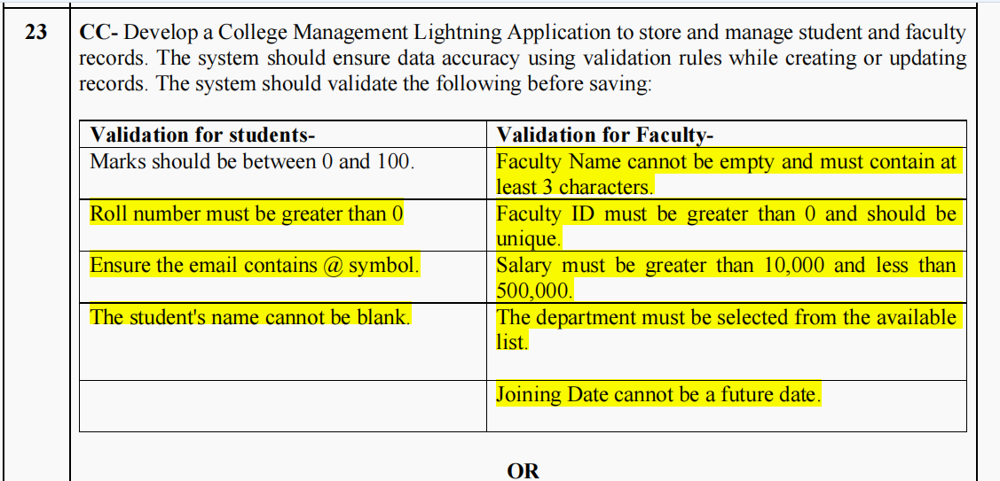 23
CC- Develop a College Management Lightning Application to store and manage student and faculty
records. The system should ensure data accuracy using validation rules while creating or updating
records. The system should validate the following before saving:
Validation for students-
Validation for Faculty-
Marks should be between 0 and 100.
Faculty Name cannot be empty and must contain at
least 3 characters.
Roll number must be greater than 0
Faculty ID must be greater than 0 and should be
unique.
Ensure the email contains @ symbol.
Salary must be greater than 10,000 and less than
500,000.
The student's name cannot be blank.
The department must be selected from the available
list.
Joining Date cannot be a future date.
OR